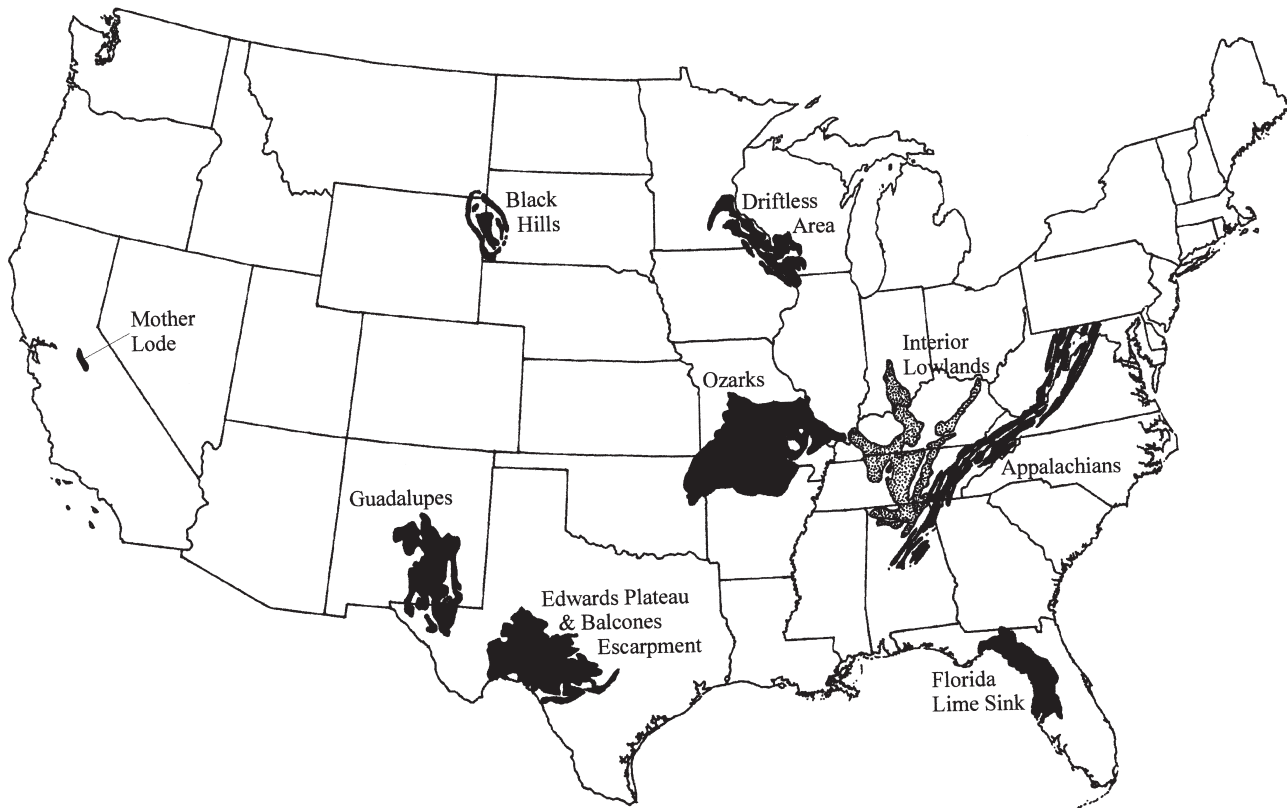 Black
Hills
Driftless
Area
Mother
Lode
Interior
Lowlands
Ozarks
Appalachians
Guadalupes
Edwards Plateau
& Balcones
Escarpment
Florida
Lime Sink